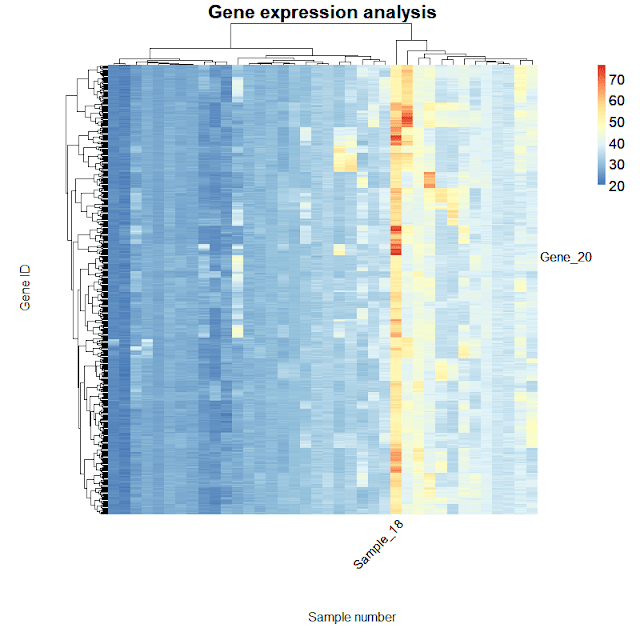 Gene expression analysis
70
60
50
40
30
20
Gene_20
Gene ID
Sample_18
Sample number